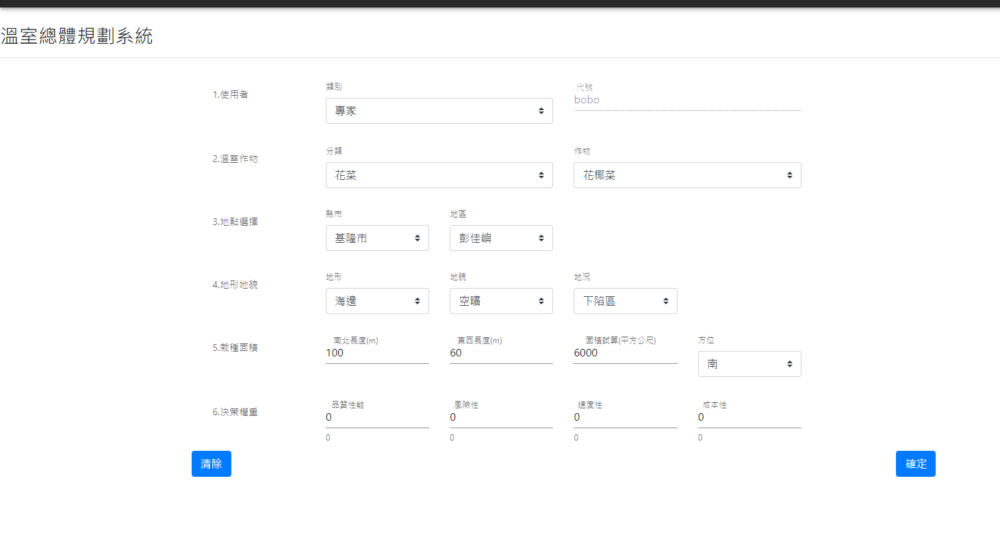 溫室總體規劃系統
1.使用者
類別
專家
代號
bobo
2.溫室作物
分類
花菜
作物
花椰菜
3.地點選擇
縣市
基隆市
地區
彭佳嶼
4.地形地貌
地形
海邊
地貌
空曠
地況
下陷區
5.栽種面積
南北長度(m)
100
東西長度(m)
60
面積試算(平方公尺)
6000
方位
南
6.決策權重
品質性能
0
0
風險性
0
0
速度性
0
0
成本性
0
0
清除
確定